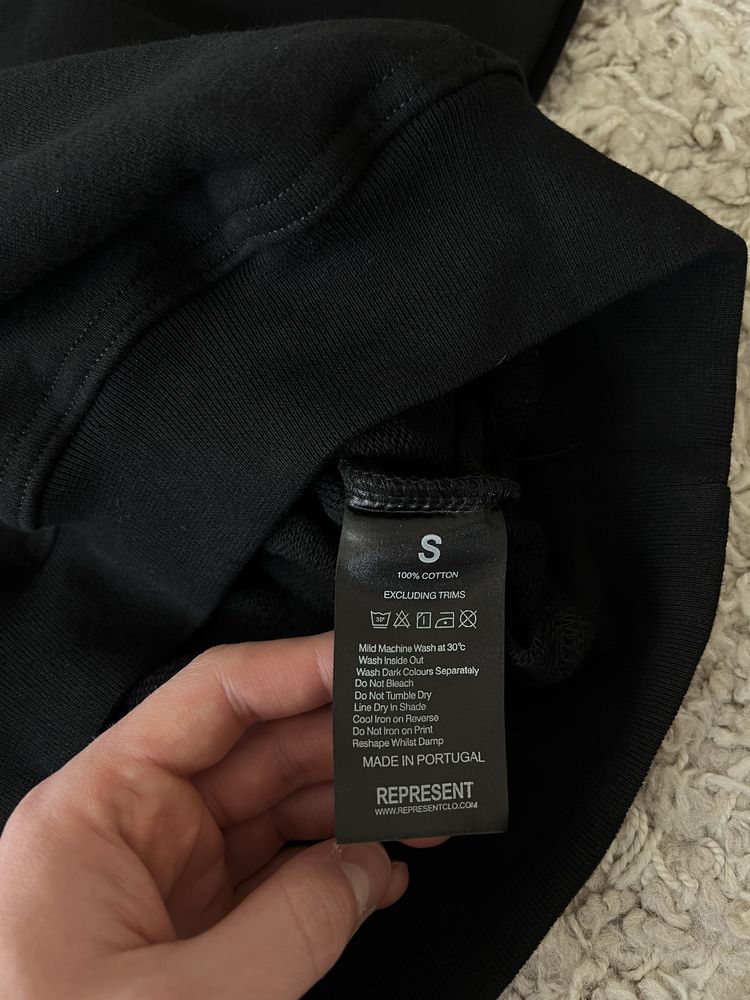 S
100% COTTON
EXCLUDING TRIMS
30°
Mild Machine Wash at 30°c
Wash Inside Out
Wash Dark Colours Separately
Do Not Bleach
Do Not Tumble Dry
Line Dry In Shade
Cool Iron on Reverse
Do Not Iron on Print
Reshape Whilst Damp
MADE IN PORTUGAL
REPRESENT
WWW.REPRESENTCLO.COM